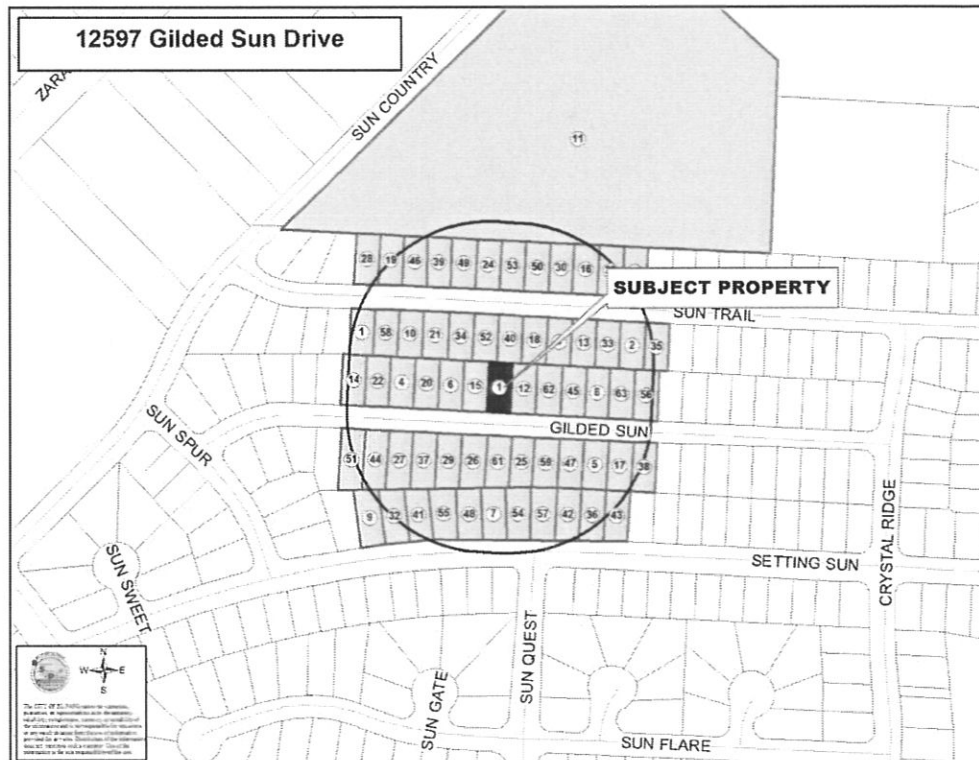 12597 Gilded Sun Drive
ZARA
SUN COUNTRY
11
28 19 46 39 49 24 53 50 30 16
SUBJECT PROPERTY
SUN TRAIL
1 58 10 21 34 52 40 18 13 33 2 35
14 22 4 20 6 15 1 12 62 45 8 63 56
SUN SPUR
GILDED SUN
51 44 27 37 29 26 61 25 59 47 5 17 38
9 32 41 55 48 7 54 57 42 36 43
SETTING SUN
CRYSTAL RIDGE
SUN SWEET
SUN QUEST
SUN GATE
SUN FLARE
N
W E
S